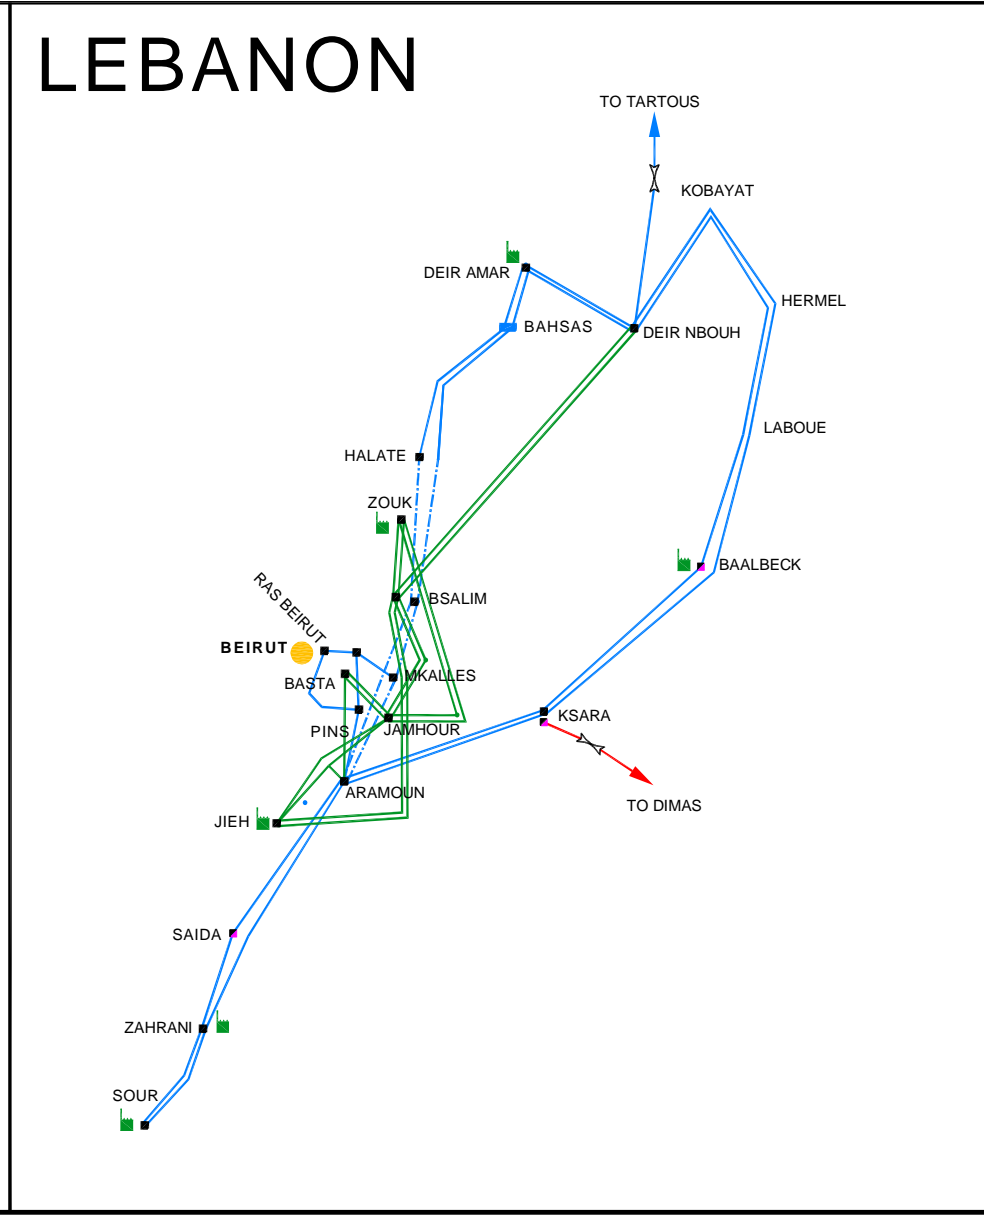 LEBANON
TO TARTOUS
KOBAYAT
DEIR AMAR
HERMEL
BAHSAS
DEIR NBOUH
LABOUE
HALATE
ZOUK
BAALBECK
RAS BEIRUT
BSALIM
BEIRUT
MKALLES
BASTA
KSARA
PINS
JAMHOUR
ARAMOUN
TO DIMAS
JIEH
SAIDA
ZAHRANI
SOUR